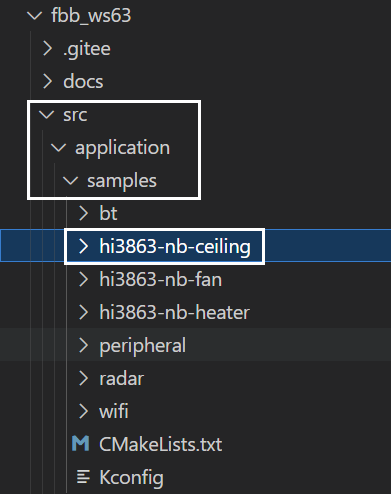 fbb_ws63
.gitee
docs
src
application
samples
bt
hi3863-nb-ceiling
hi3863-nb-fan
hi3863-nb-heater
peripheral
radar
wifi
CMakeLists.txt
Kconfig